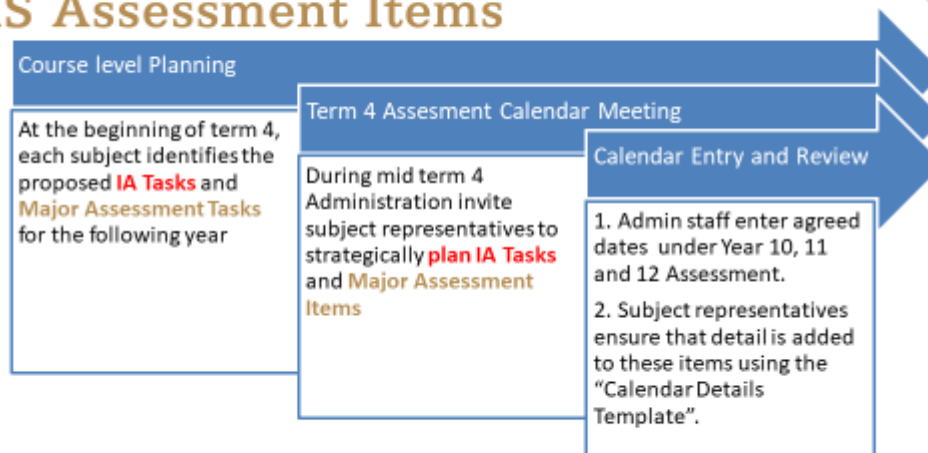 S Assessment Items
Course level Planning
At the beginning of term 4,
each subject identifies the
proposed IA Tasks and
Major Assessment Tasks
for the following year
Term 4 Assesment Calendar Meeting
During mid term 4
Administration invite
subject representatives to
strategically plan IA Tasks
and Major Assessment
Items
Calendar Entry and Review
1. Admin staff enter agreed
dates under Year 10, 11
and 12 Assessment.
2. Subject representatives
ensure that detail is added
to these items using the
“Calendar Details
Template”.